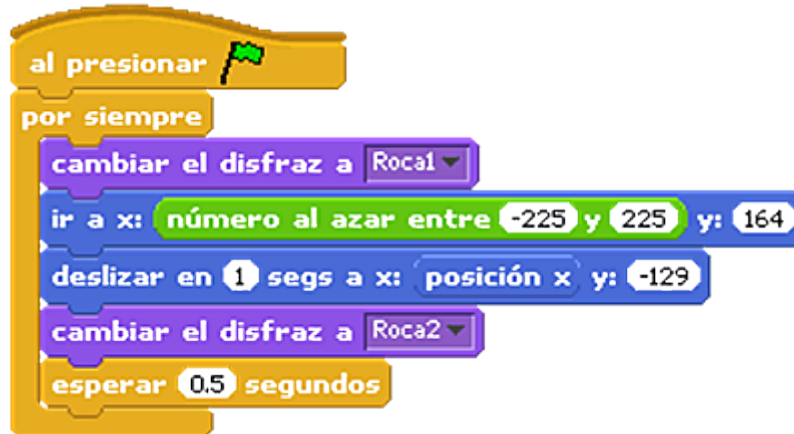 al presionar
por siempre
cambiar el disfraz a Roca1
ir a x: número al azar entre -225 y 225 y: 164
deslizar en 1 segs a x: posición x y: -129
cambiar el disfraz a Roca2
esperar 0.5 segundos